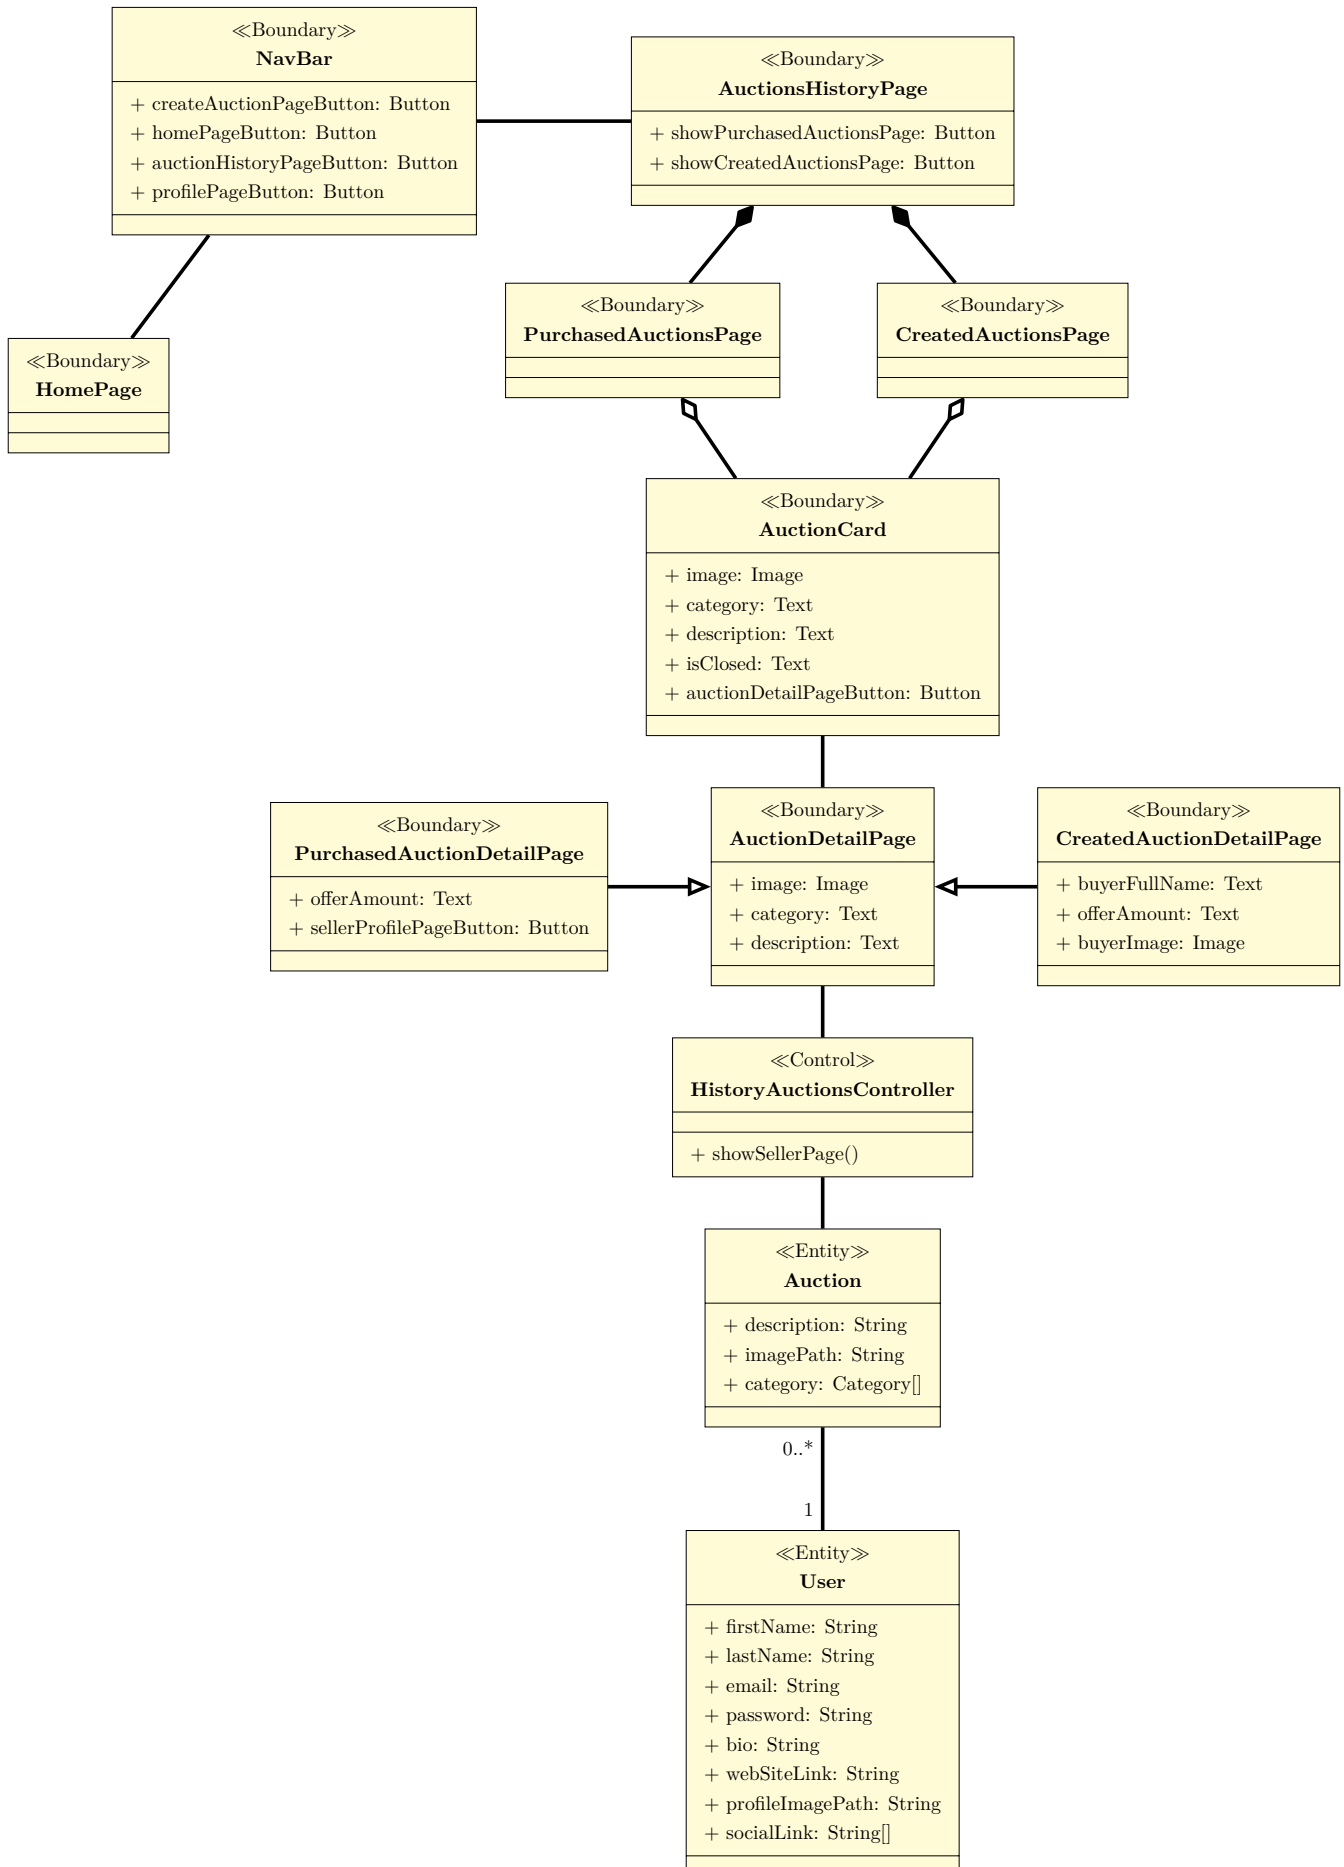 ≪Boundary≫
NavBar
+ createAuctionPageButton: Button
+ homePageButton: Button
+ auctionHistoryPageButton: Button
+ profilePageButton: Button
≪Boundary≫
AuctionsHistoryPage
+ showPurchasedAuctionsPage: Button
+ showCreatedAuctionsPage: Button
≪Boundary≫
HomePage
≪Boundary≫
PurchasedAuctionsPage
≪Boundary≫
CreatedAuctionsPage
≪Boundary≫
AuctionCard
+ image: Image
+ category: Text
+ description: Text
+ isClosed: Text
+ auctionDetailPageButton: Button
≪Boundary≫
PurchasedAuctionDetailPage
+ offerAmount: Text
+ sellerProfilePageButton: Button
≪Boundary≫
AuctionDetailPage
+ image: Image
+ category: Text
+ description: Text
≪Boundary≫
CreatedAuctionDetailPage
+ buyerFullName: Text
+ offerAmount: Text
+ buyerImage: Image
≪Control≫
HistoryAuctionsController
+ showSellerPage()
≪Entity≫
Auction
+ description: String
+ imagePath: String
+ category: Category[]
0..*
1
≪Entity≫
User
+ firstName: String
+ lastName: String
+ email: String
+ password: String
+ bio: String
+ webSiteLink: String
+ profileImagePath: String
+ socialLink: String[]